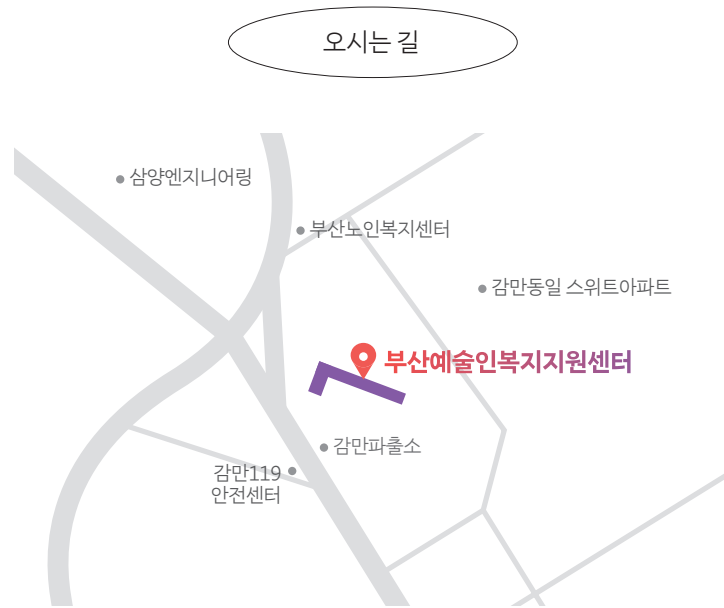 오시는 길
삼양엔지니어링
부산노인복지센터
감만동일 스위트아파트
부산예술인복지지원센터
감만파출소
감만119
안전센터